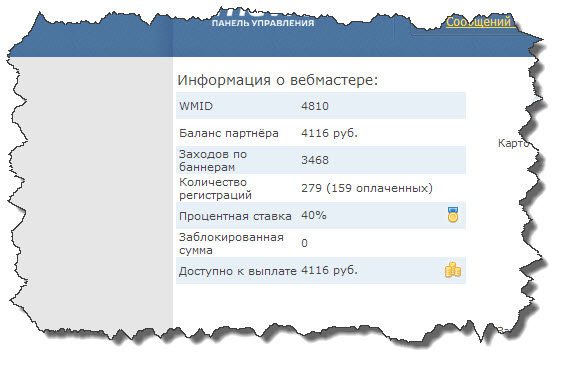 ПАНЕЛЬ УПРАВЛЕНИЯ
Сообщений
Информация о вебмастере:
WMID 4810
Баланс партнёра 4116 руб.
Карто
Заходов по
баннерам 3468
Количество
регистраций 279 (159 оплаченных)
Процентная ставка 40%
Заблокированная
сумма 0
Доступно к выплате 4116 руб.